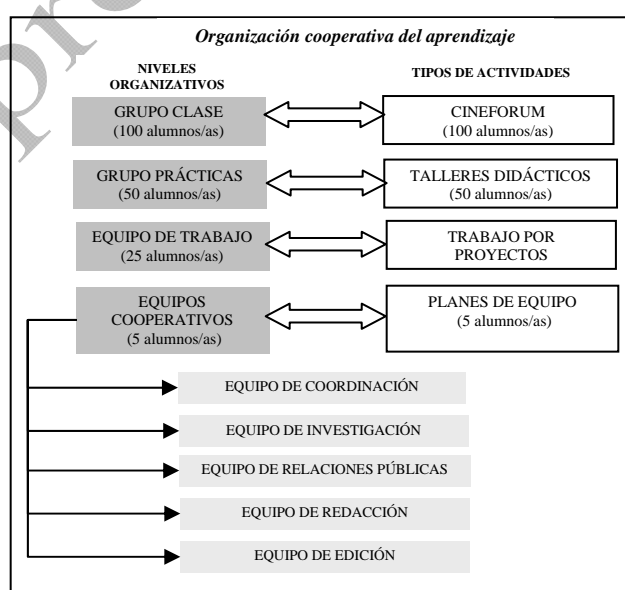 Organización cooperativa del aprendizaje
NIVELES
ORGANIZATIVOS
TIPOS DE ACTIVIDADES
GRUPO CLASE
(100 alumnos/as)
CINEFORUM
(100 alumnos/as)
GRUPO PRÁCTICAS
(50 alumnos/as)
TALLERES DIDÁCTICOS
(50 alumnos/as)
EQUIPO DE TRABAJO
(25 alumnos/as)
TRABAJO POR
PROYECTOS
EQUIPOS
COOPERATIVOS
(5 alumnos/as)
PLANES DE EQUIPO
(5 alumnos/as)
EQUIPO DE COORDINACIÓN
EQUIPO DE INVESTIGACIÓN
EQUIPO DE RELACIONES PÚBLICAS
EQUIPO DE REDACCIÓN
EQUIPO DE EDICIÓN